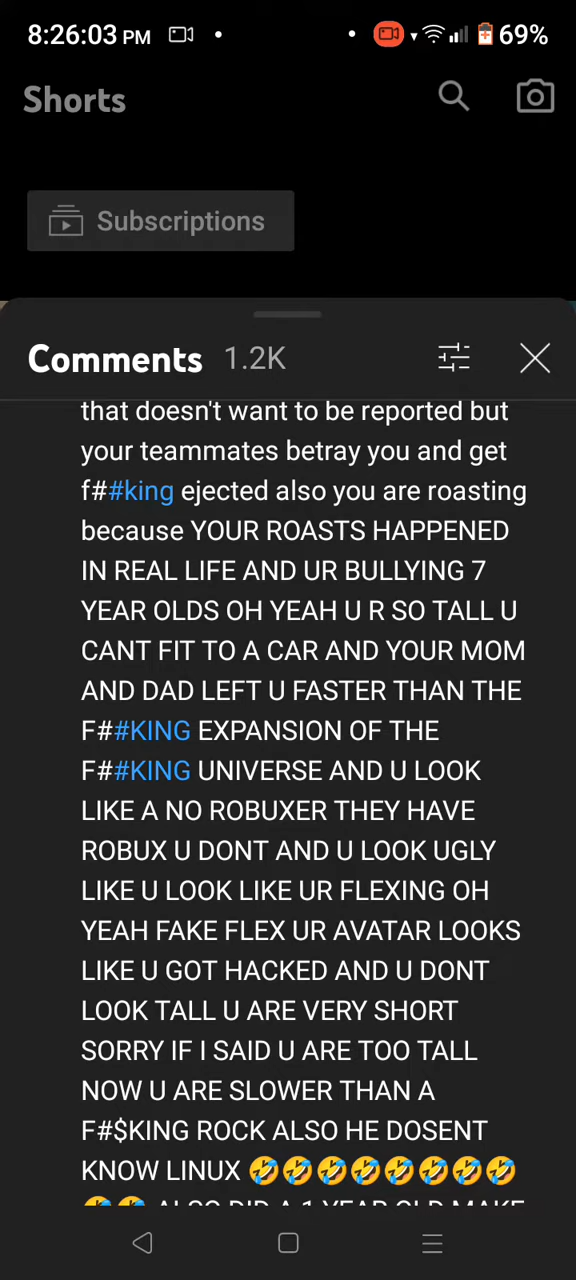 8:26:03 PM
69%
Shorts
Subscriptions
Comments 1.2K
that doesn't want to be reported but
your teammates betray you and get
f##king ejected also you are roasting
because YOUR ROASTS HAPPENED
IN REAL LIFE AND UR BULLYING 7
YEAR OLDS OH YEAH U R SO TALL U
CANT FIT TO A CAR AND YOUR MOM
AND DAD LEFT U FASTER THAN THE
F##KING EXPANSION OF THE
F##KING UNIVERSE AND U LOOK
LIKE A NO ROBUXER THEY HAVE
ROBUX U DONT AND U LOOK UGLY
LIKE U LOOK LIKE UR FLEXING OH
YEAH FAKE FLEX UR AVATAR LOOKS
LIKE U GOT HACKED AND U DONT
LOOK TALL U ARE VERY SHORT
SORRY IF I SAID U ARE TOO TALL
NOW U ARE SLOWER THAN A
F#$KING ROCK ALSO HE DOSENT
KNOW LINUX 🤣🤣🤣🤣🤣🤣🤣🤣
🤣🤣 ALSO DID A 1 YEAR OLD MAKE